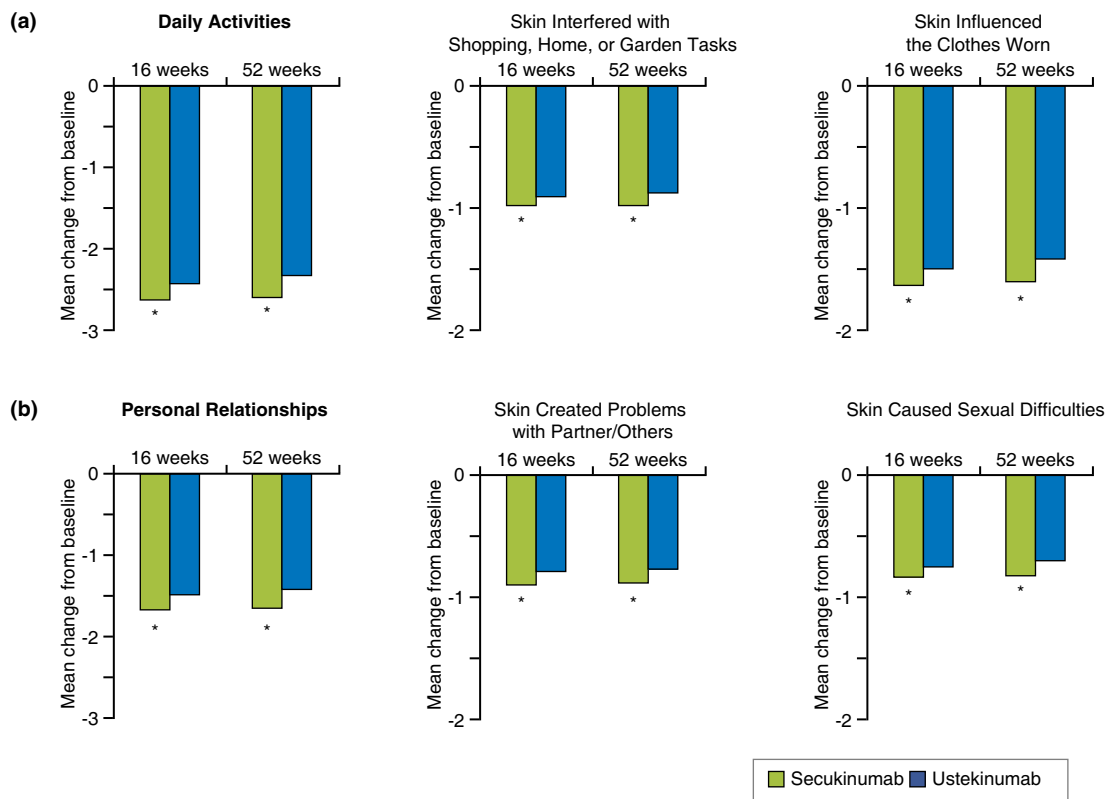 (a)
Daily Activities
Skin Interfered with
Shopping, Home, or Garden Tasks
Skin Influenced
the Clothes Worn
16 weeks 52 weeks
0
-1
-2
-3
Mean change from baseline
* *
16 weeks 52 weeks
0
-1
-2
Mean change from baseline
* *
16 weeks 52 weeks
0
-1
-2
Mean change from baseline
* *
(b)
Personal Relationships
Skin Created Problems
with Partner/Others
Skin Caused Sexual Difficulties
16 weeks 52 weeks
0
-1
-2
-3
Mean change from baseline
* *
16 weeks 52 weeks
0
-1
-2
Mean change from baseline
* *
16 weeks 52 weeks
0
-1
-2
Mean change from baseline
* *
Secukinumab Ustekinumab